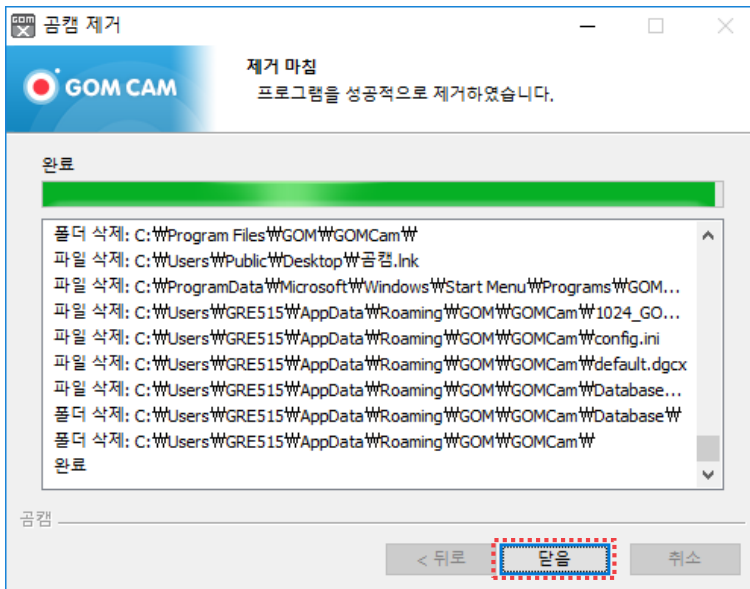 곰캠 제거
GOM CAM
제거 마침
프로그램을 성공적으로 제거하였습니다.
완료
폴더 삭제: C:₩Program Files₩GOM₩GOMCam₩
파일 삭제: C:₩Users₩Public₩Desktop₩곰캠.lnk
파일 삭제: C:₩ProgramData₩Microsoft₩Windows₩Start Menu₩Programs₩GOM...
파일 삭제: C:₩Users₩GRE515₩AppData₩Roaming₩GOM₩GOMCam₩1024_GO...
파일 삭제: C:₩Users₩GRE515₩AppData₩Roaming₩GOM₩GOMCam₩config.ini
파일 삭제: C:₩Users₩GRE515₩AppData₩Roaming₩GOM₩GOMCam₩default.dgcx
파일 삭제: C:₩Users₩GRE515₩AppData₩Roaming₩GOM₩GOMCam₩Database...
폴더 삭제: C:₩Users₩GRE515₩AppData₩Roaming₩GOM₩GOMCam₩Database₩
폴더 삭제: C:₩Users₩GRE515₩AppData₩Roaming₩GOM₩GOMCam₩
완료
곰캠
< 뒤로 닫음 취소